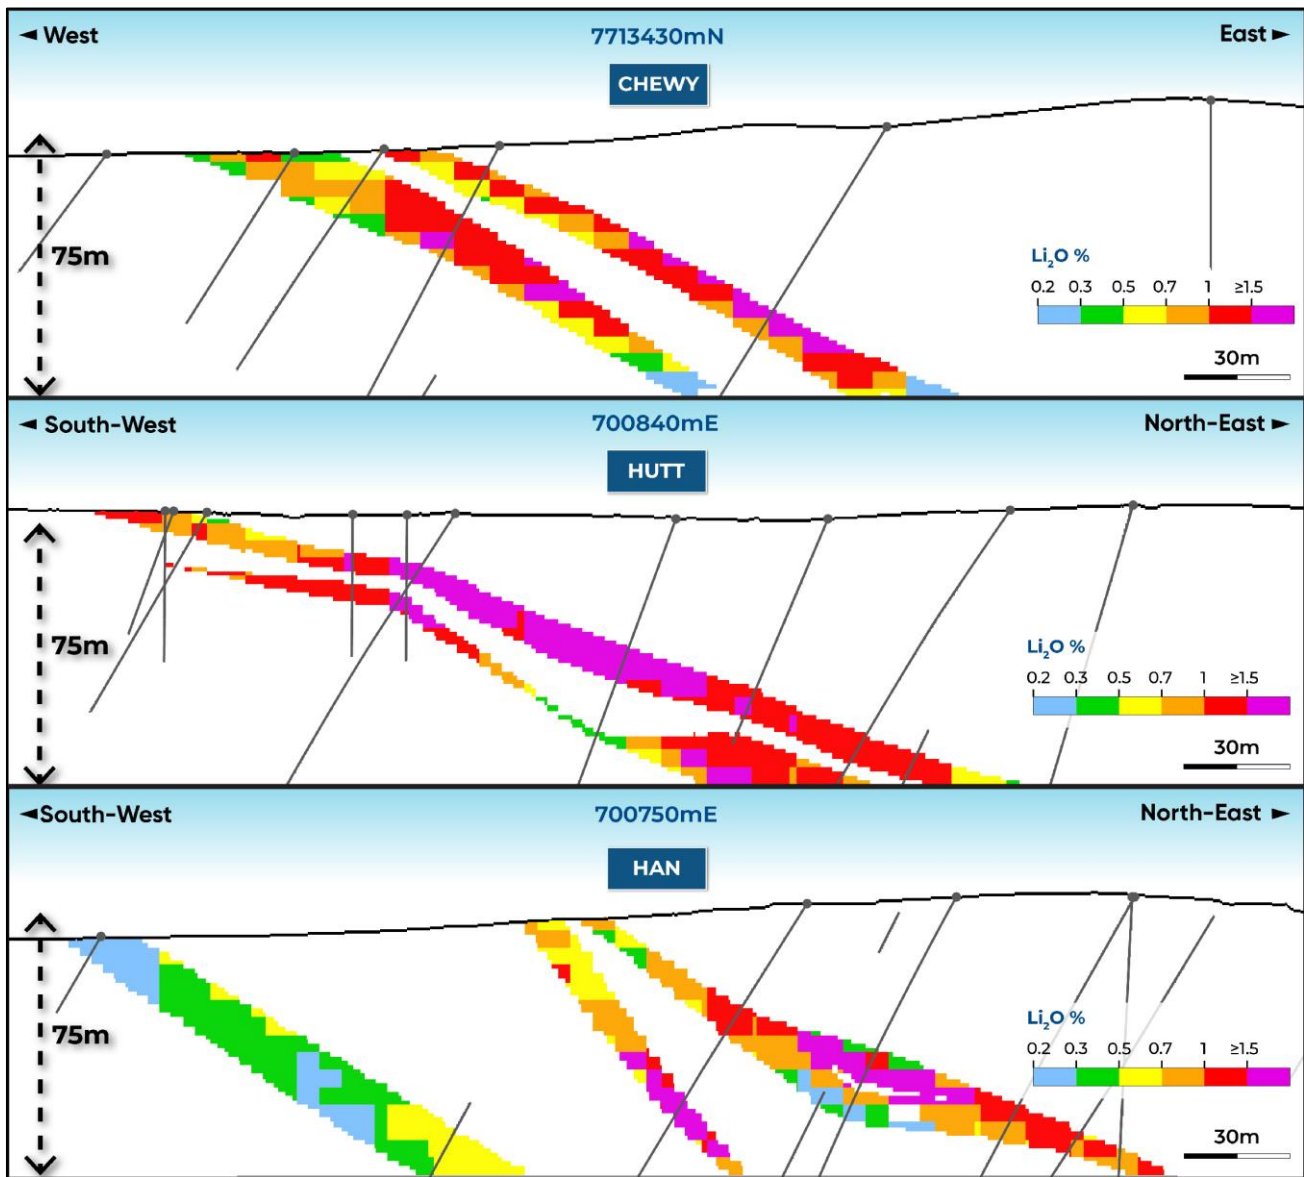 ◄ West 7713430mN East ►
CHEWY
75m
Li₂O %
0.2 0.3 0.5 0.7 1 ≥1.5
30m
◄ South-West 700840mE North-East ►
HUTT
75m
Li₂O %
0.2 0.3 0.5 0.7 1 ≥1.5
30m
◄South-West 700750mE North-East ►
HAN
75m
Li₂O %
0.2 0.3 0.5 0.7 1 ≥1.5
30m